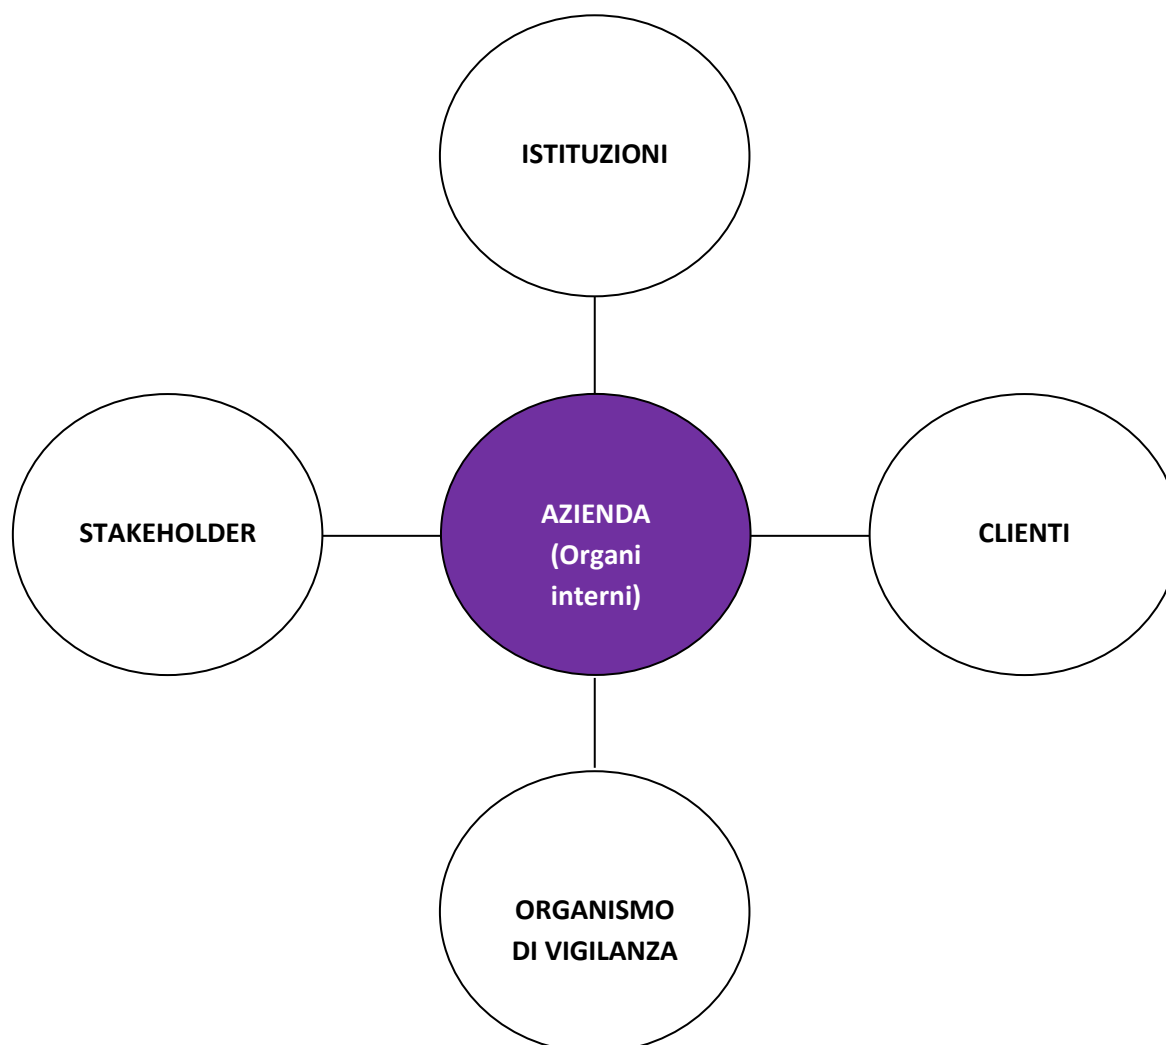 ISTITUZIONI
STAKEHOLDER
AZIENDA
(Organi
interni)
CLIENTI
ORGANISMO
DI VIGILANZA